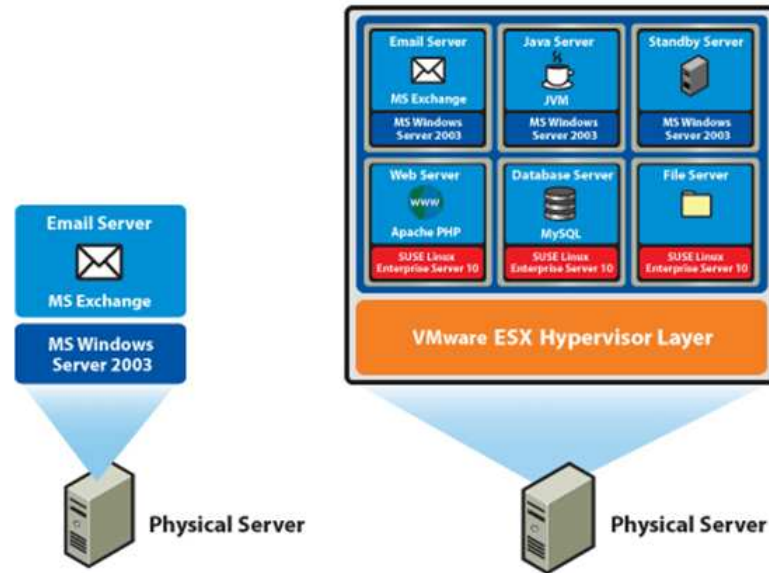 Email Server
MS Exchange
MS Windows
Server 2003
Physical Server
Email Server
MS Exchange
MS Windows
Server 2003
Java Server
JVM
MS Windows
Server 2003
Standby Server
MS Windows
Server 2003
Web Server
www
Apache PHP
SUSE Linux
Enterprise Server 10
Database Server
MySQL
SUSE Linux
Enterprise Server 10
File Server
SUSE Linux
Enterprise Server 10
VMware ESX Hypervisor Layer
Physical Server